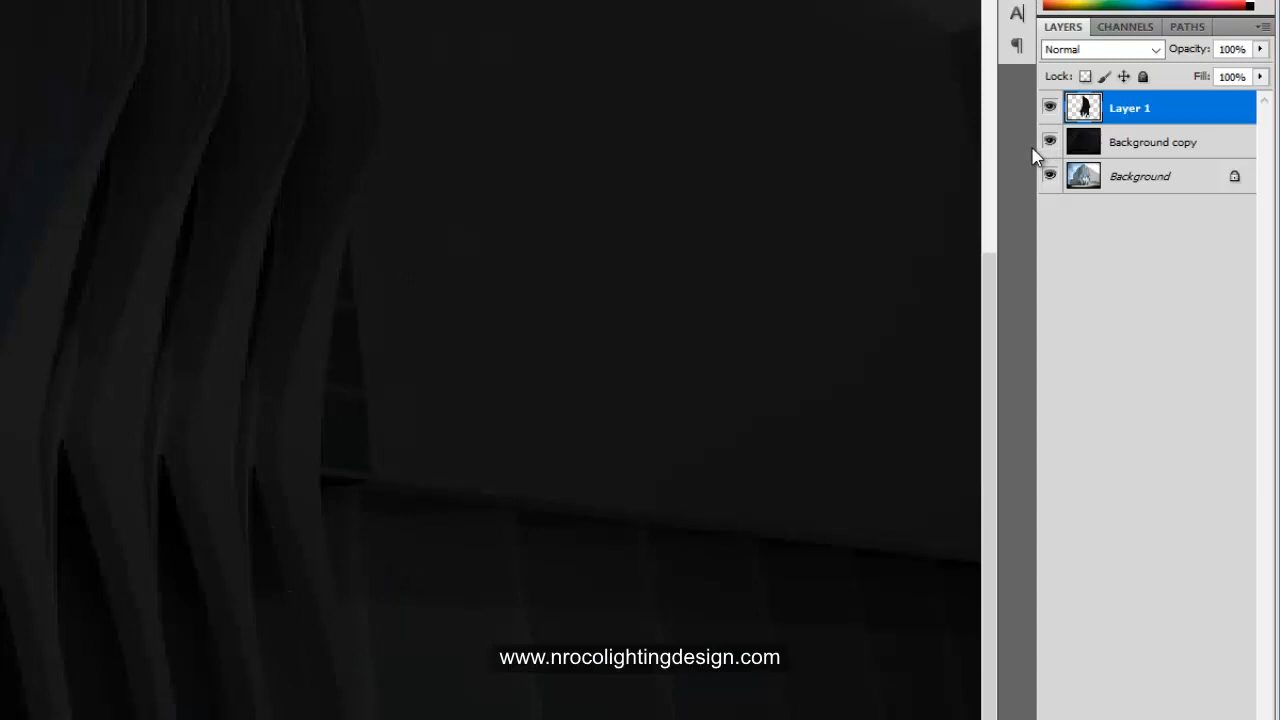 A
¶
LAYERS CHANNELS PATHS
Normal Opacity: 100%
Lock: Fill: 100%
Layer 1
Background copy
Background
www.nrocolightingdesign.com